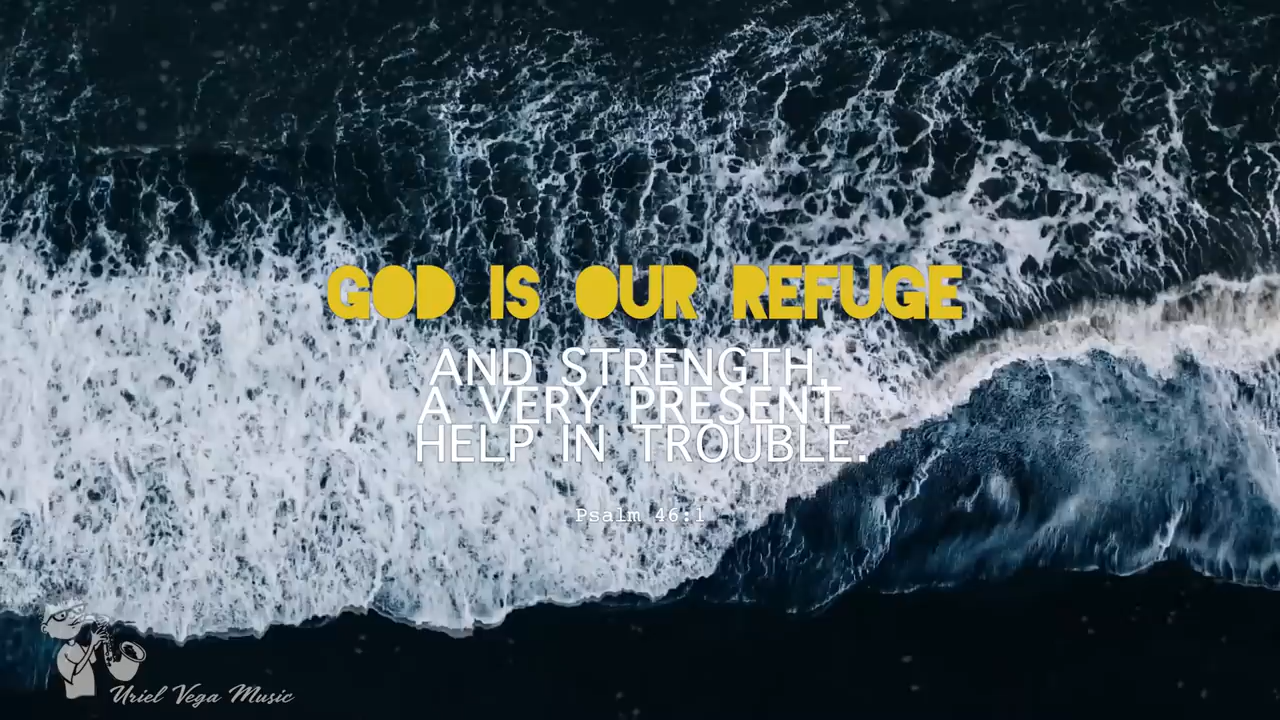 GOD IS OUR REFUGE
AND STRENGTH,
A VERY PRESENT
HELP IN TROUBLE.
Psalm 46:1
Uriel Vega Music